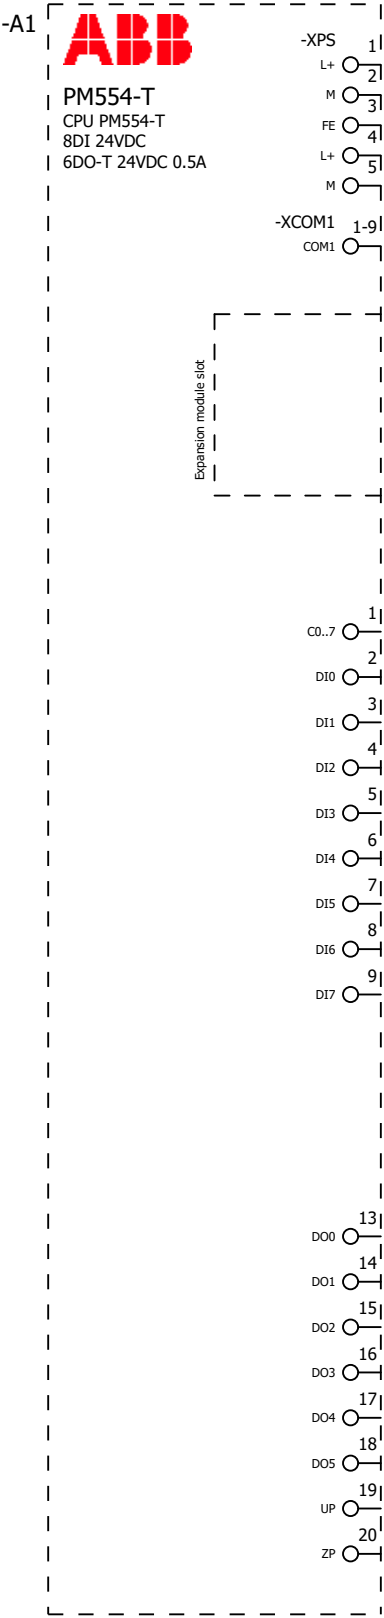 -A1
ABB
PM554-T
CPU PM554-T
8DI 24VDC
6DO-T 24VDC 0.5A
-XPS
L+ 1
M 2
FE 3
L+ 4
M 5
-XCOM1 1-9
COM1
Expansion module slot
C0..7 1
DI0 2
DI1 3
DI2 4
DI3 5
DI4 6
DI5 7
DI6 8
DI7 9
DO0 13
DO1 14
DO2 15
DO3 16
DO4 17
DO5 18
UP 19
ZP 20